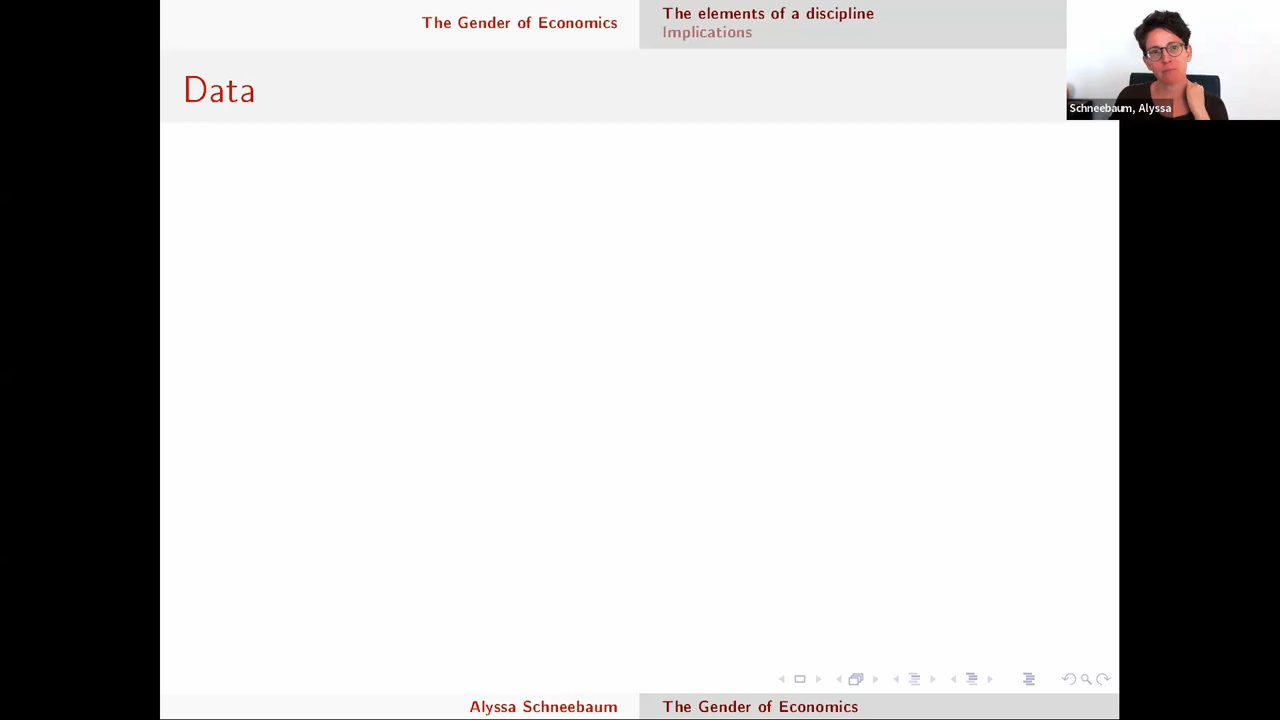 The Gender of Economics
The elements of a discipline
Implications
Schneebaum, Alyssa
Data
Alyssa Schneebaum
The Gender of Economics